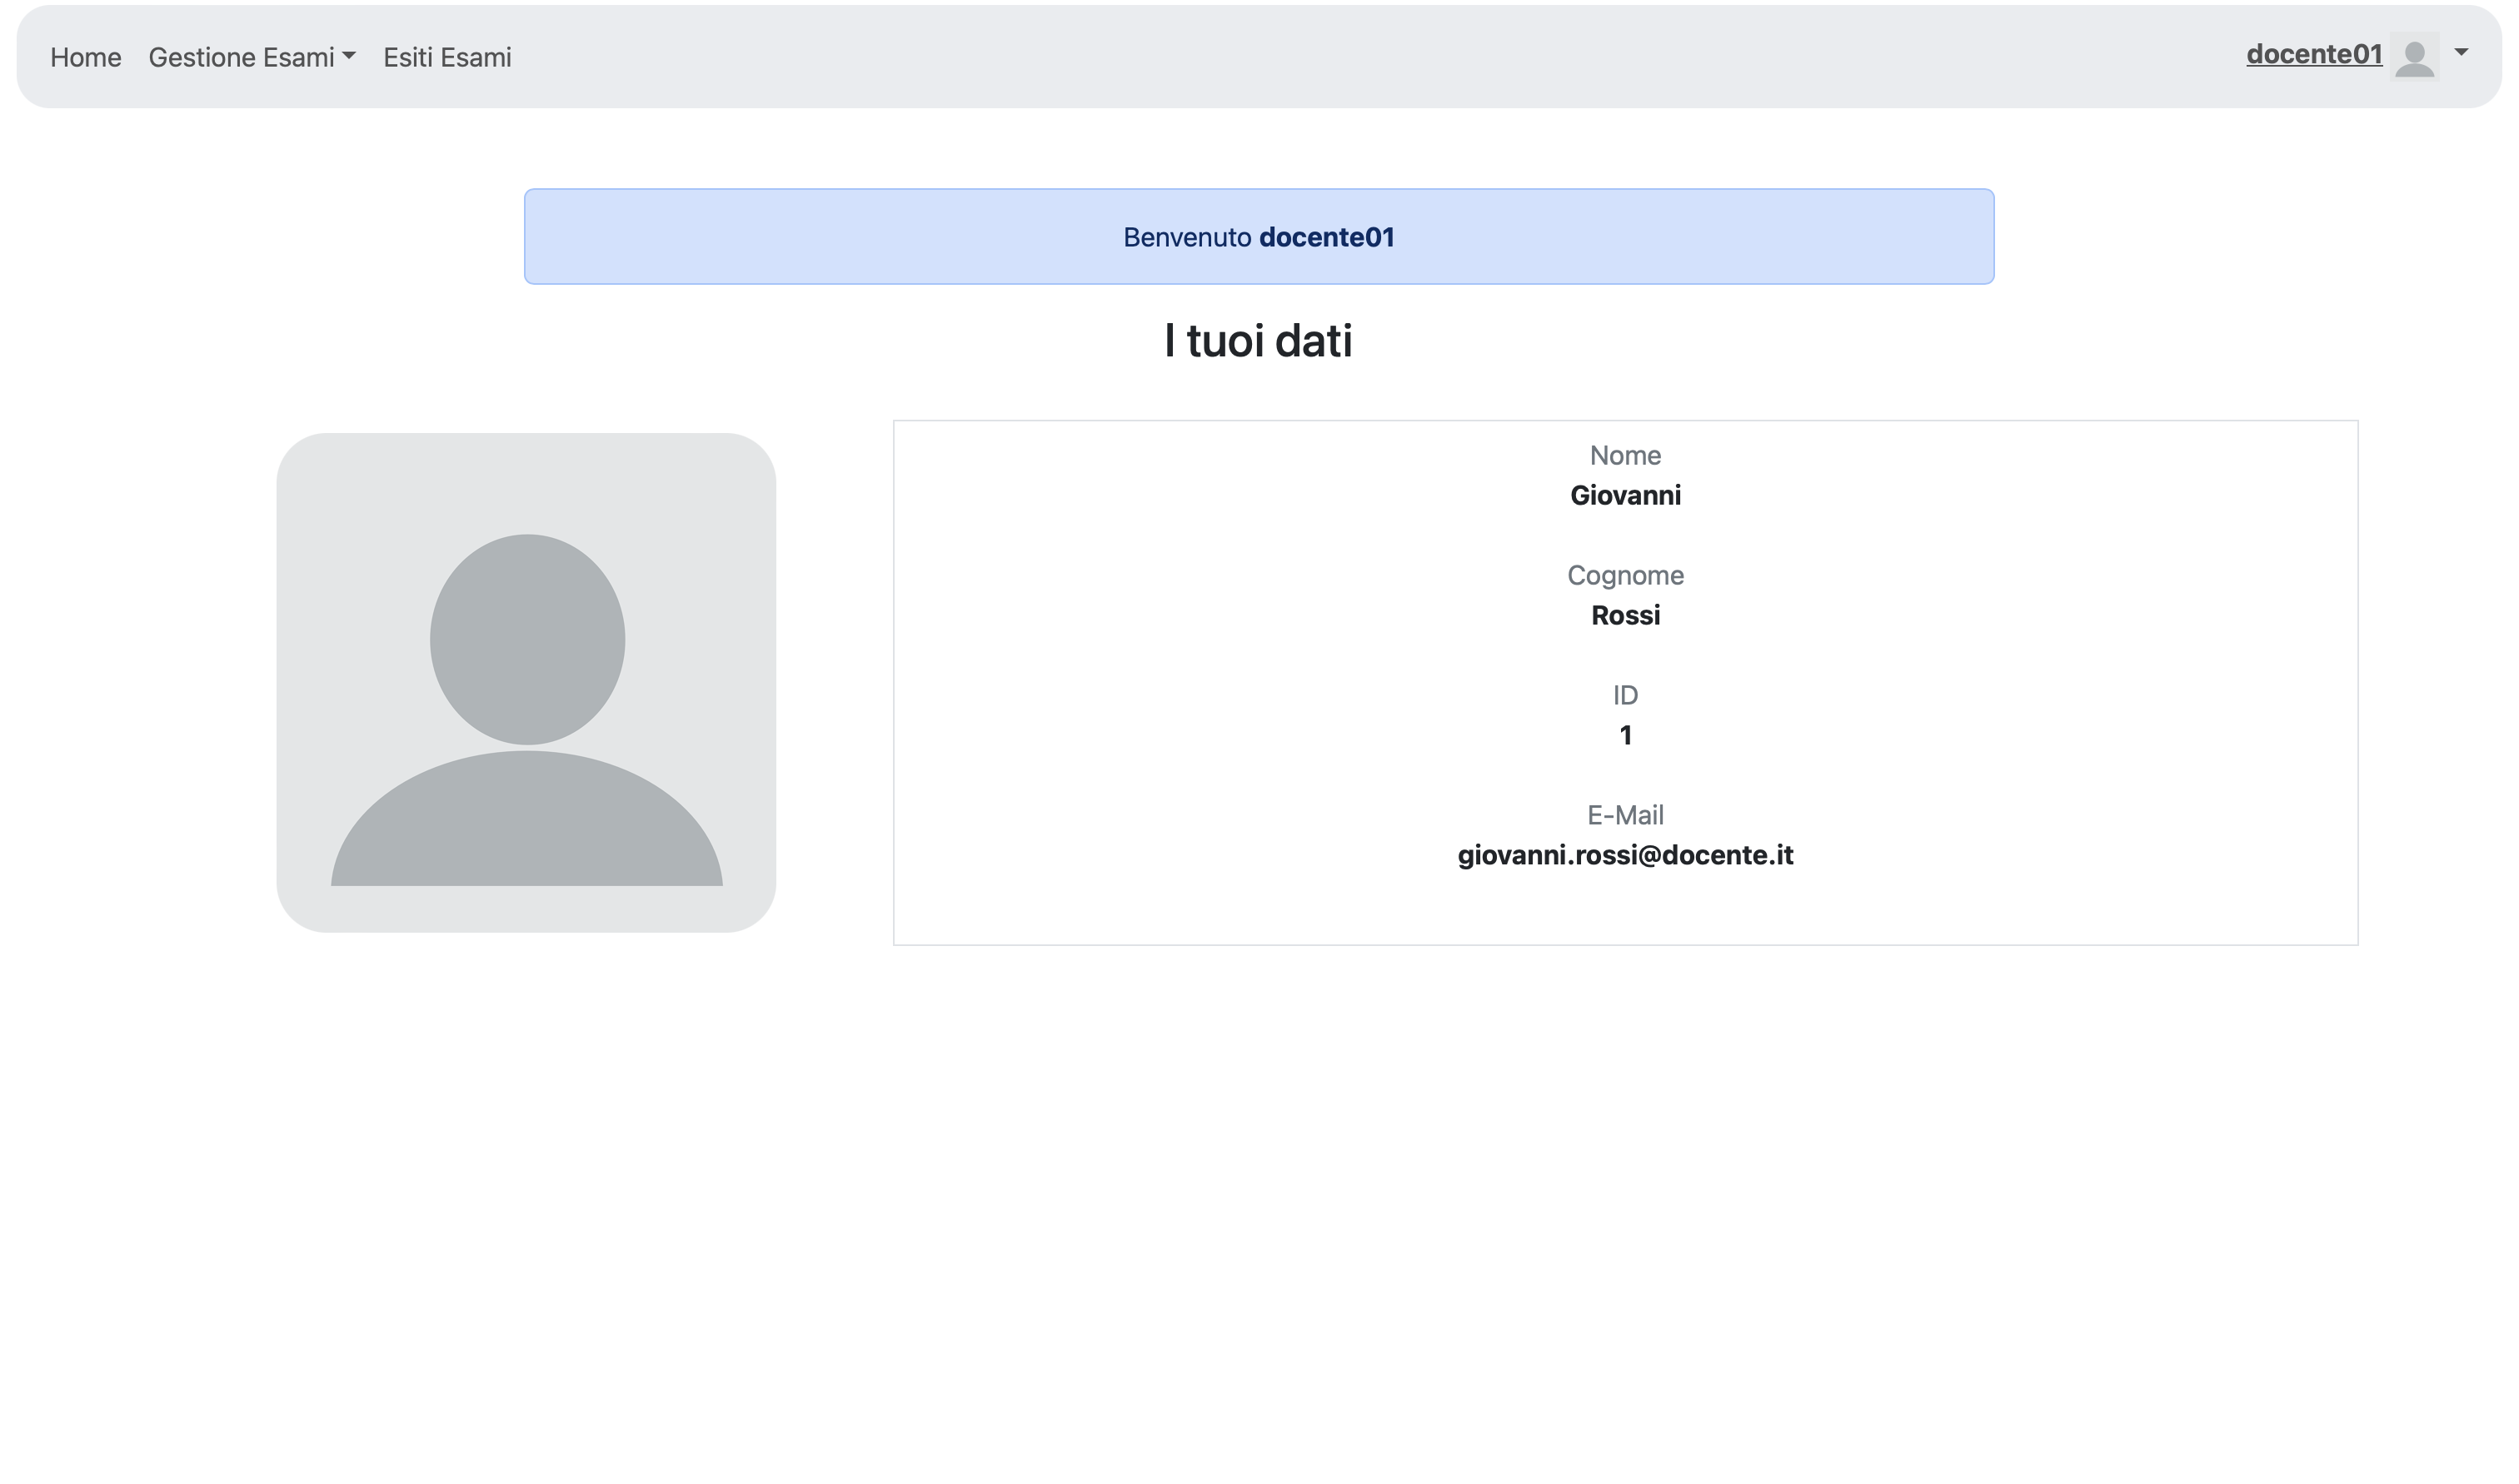 Home Gestione Esami Esiti Esami docente01
Benvenuto docente01
I tuoi dati
Nome
Giovanni
Cognome
Rossi
ID
1
E-Mail
giovanni.rossi@docente.it